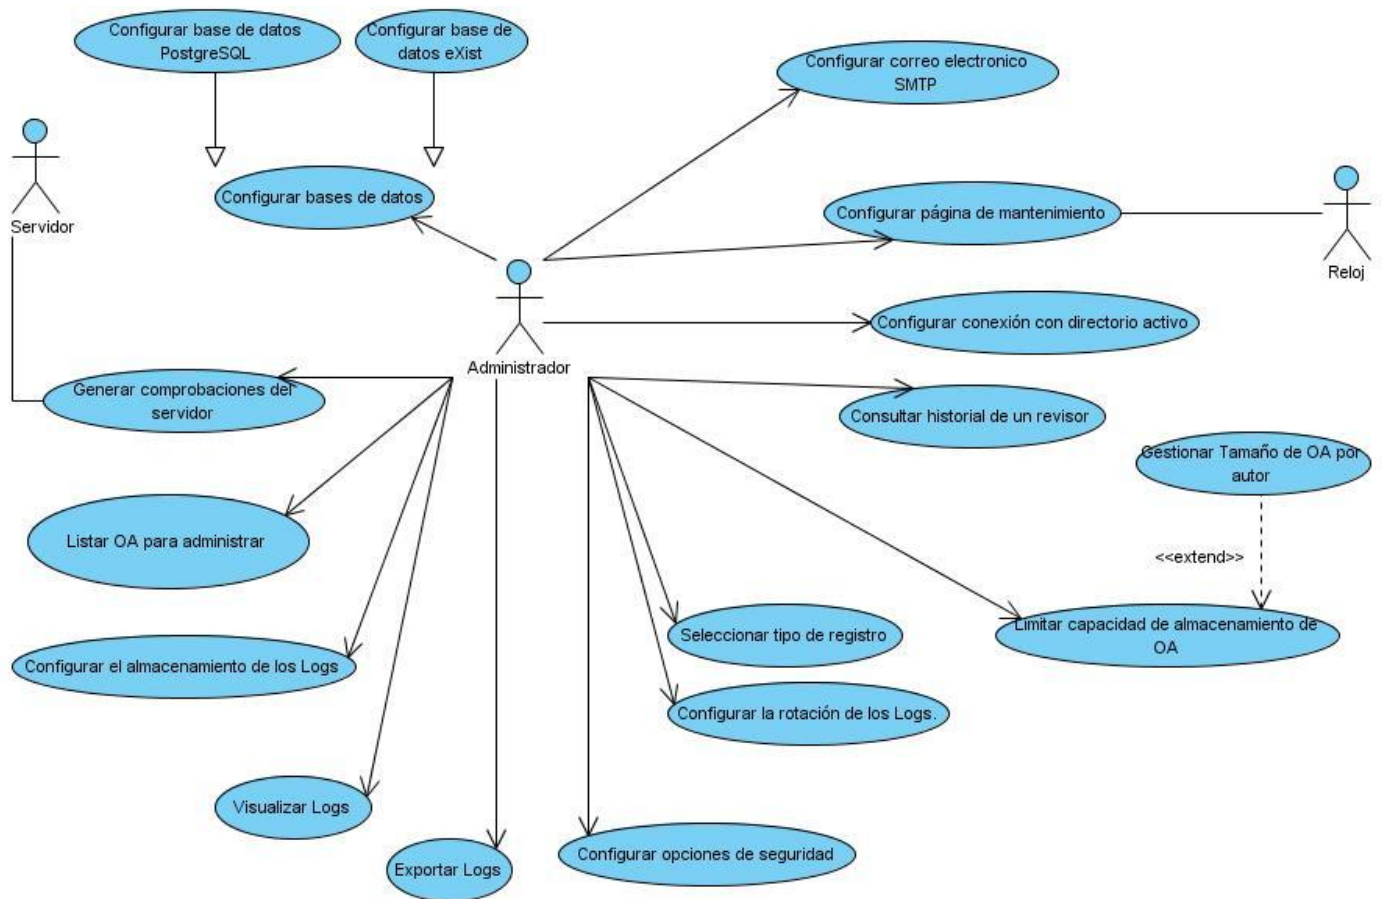 Configurar base de datos
PostgreSQL
Configurar base de
datos eXist
Configurar correo electronico
SMTP
Servidor
Configurar bases de datos
Configurar página de mantenimiento
Reloj
Administrador
Configurar conexión con directorio activo
Generar comprobaciones del
servidor
Consultar historial de un revisor
Gestionar Tamaño de OA por
autor
Listar OA para administrar
<<extend>>
Seleccionar tipo de registro
Limitar capacidad de almacenamiento de
OA
Configurar el almacenamiento de los Logs
Configurar la rotación de los Logs.
Visualizar Logs
Exportar Logs
Configurar opciones de seguridad